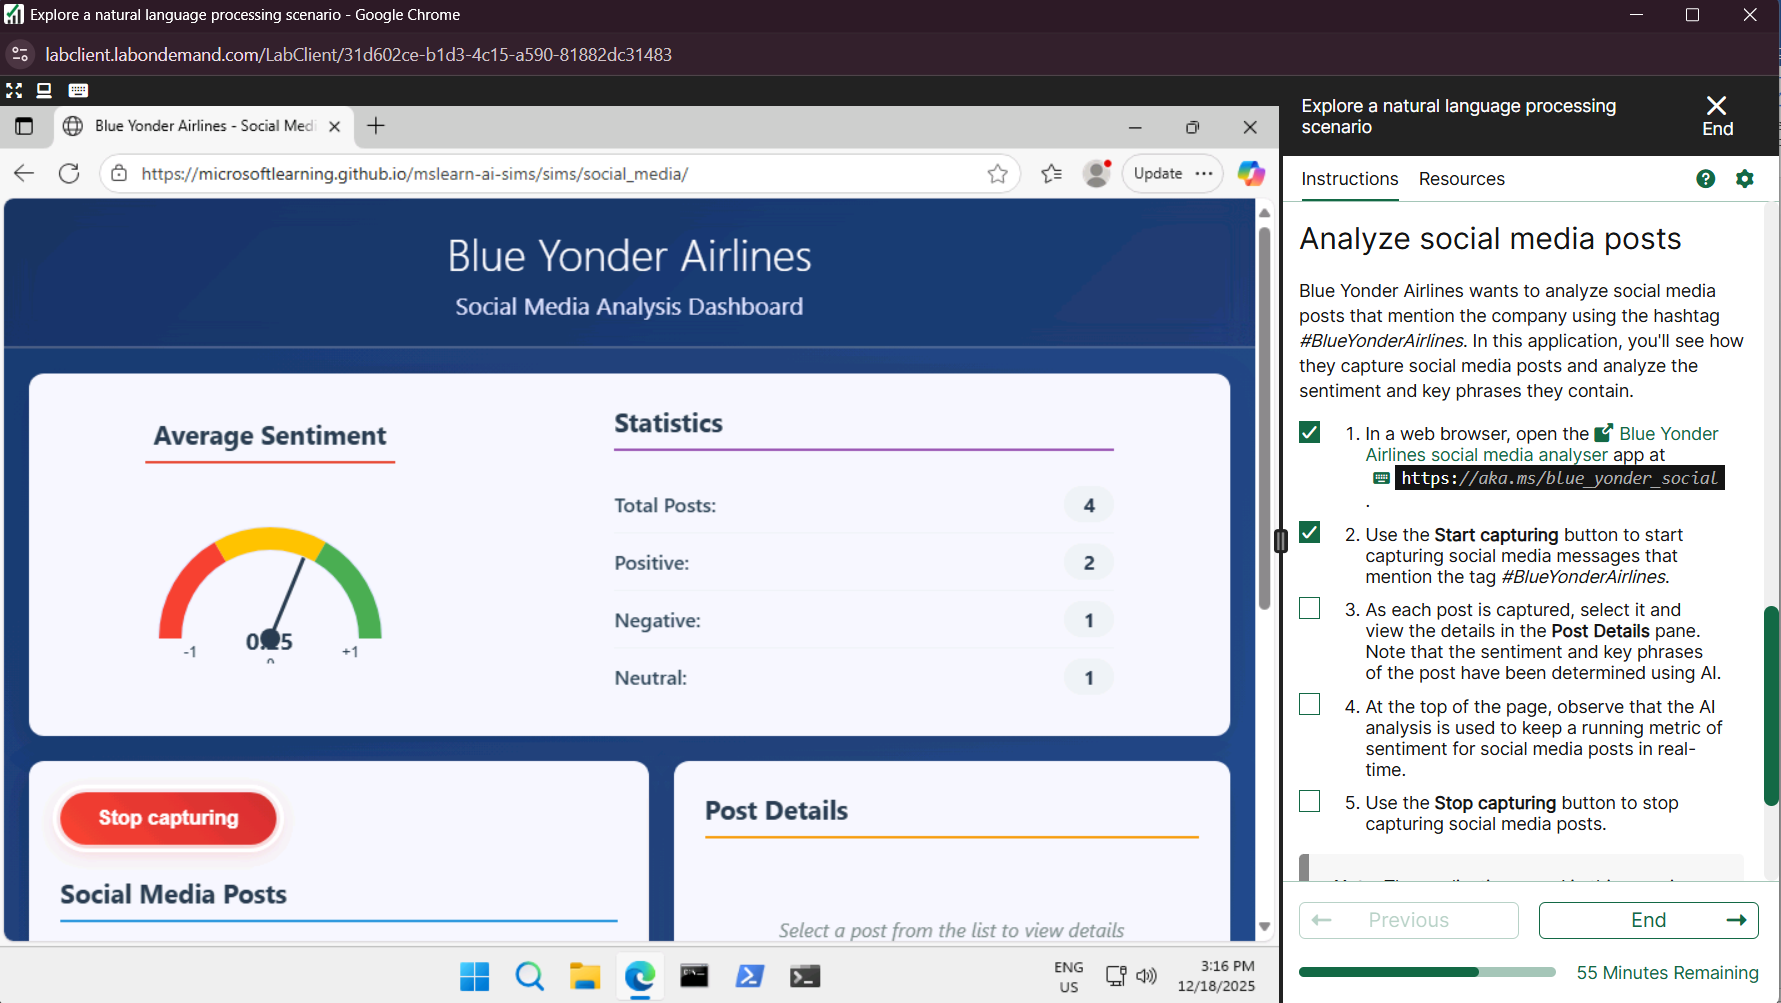 Explore a natural language processing scenario - Google Chrome
labclient.labondemand.com/LabClient/31d602ce-b1d3-4c15-a590-81882dc31483
Blue Yonder Airlines - Social Medi
https://microsoftlearning.github.io/mslearn-ai-sims/sims/social_media/
Update
Blue Yonder Airlines
Social Media Analysis Dashboard
Average Sentiment
-1
0
+1
Statistics
Total Posts: 4
Positive: 2
Negative: 1
Neutral: 1
Stop capturing
Social Media Posts
Post Details
Select a post from the list to view details
ENG
US
3:16 PM
12/18/2025
Explore a natural language processing
scenario
End
Instructions
Resources
Analyze social media posts
Blue Yonder Airlines wants to analyze social media
posts that mention the company using the hashtag
#BlueYonderAirlines. In this application, you'll see how
they capture social media posts and analyze the
sentiment and key phrases they contain.
1. In a web browser, open the Blue Yonder
Airlines social media analyser app at
https://aka.ms/blue_yonder_social
.
2. Use the Start capturing button to start
capturing social media messages that
mention the tag #BlueYonderAirlines.
3. As each post is captured, select it and
view the details in the Post Details pane.
Note that the sentiment and key phrases
of the post have been determined using AI.
4. At the top of the page, observe that the AI
analysis is used to keep a running metric of
sentiment for social media posts in real-
time.
5. Use the Stop capturing button to stop
capturing social media posts.
Previous
End
55 Minutes Remaining